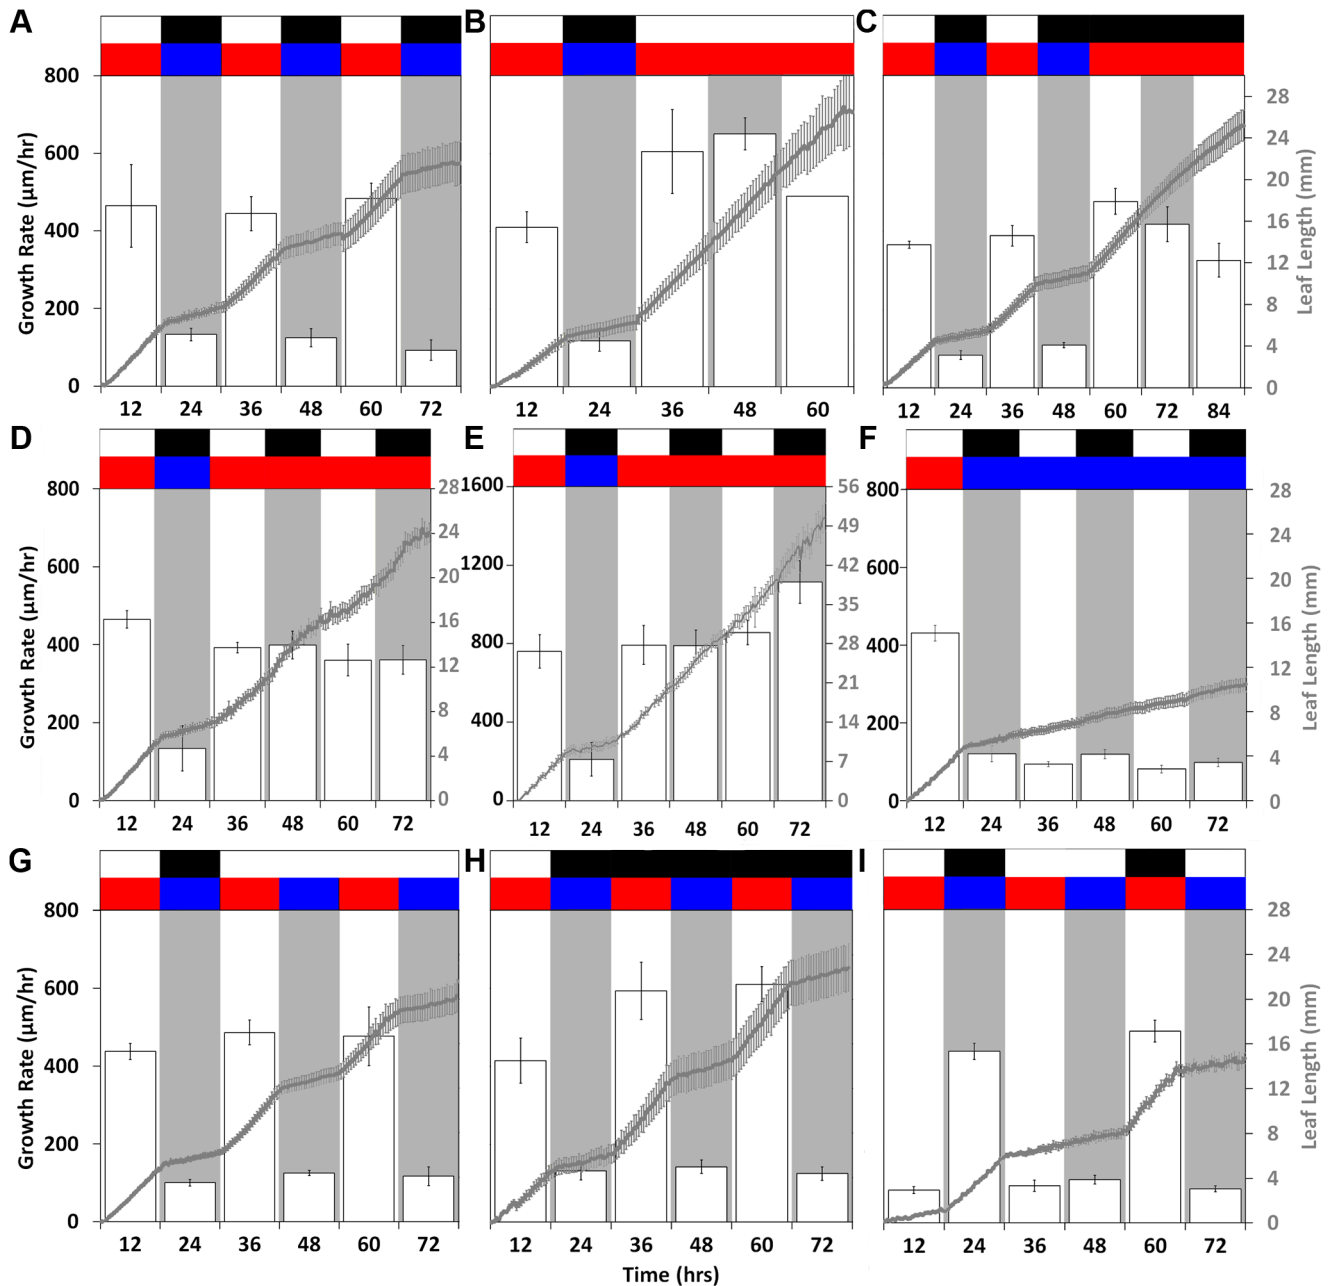 A
B
C
800
600
400
200
0
Growth Rate (µm/hr)
28
24
20
16
12
8
4
0
Leaf Length (mm)
12 24 36 48 60 72
12 24 36 48 60
12 24 36 48 60 72 84
D
E
F
800
600
400
200
0
Growth Rate (µm/hr)
28
24
20
16
12
8
4
0
1600
1200
800
400
0
56
49
42
35
28
21
14
7
0
800
600
400
200
0
28
24
20
16
12
8
4
0
Leaf Length (mm)
12 24 36 48 60 72
12 24 36 48 60 72
12 24 36 48 60 72
G
H
I
800
600
400
200
0
Growth Rate (µm/hr)
28
24
20
16
12
8
4
0
Leaf Length (mm)
12 24 36 48 60 72
12 24 36 48 60 72
12 24 36 48 60 72
Time (hrs)